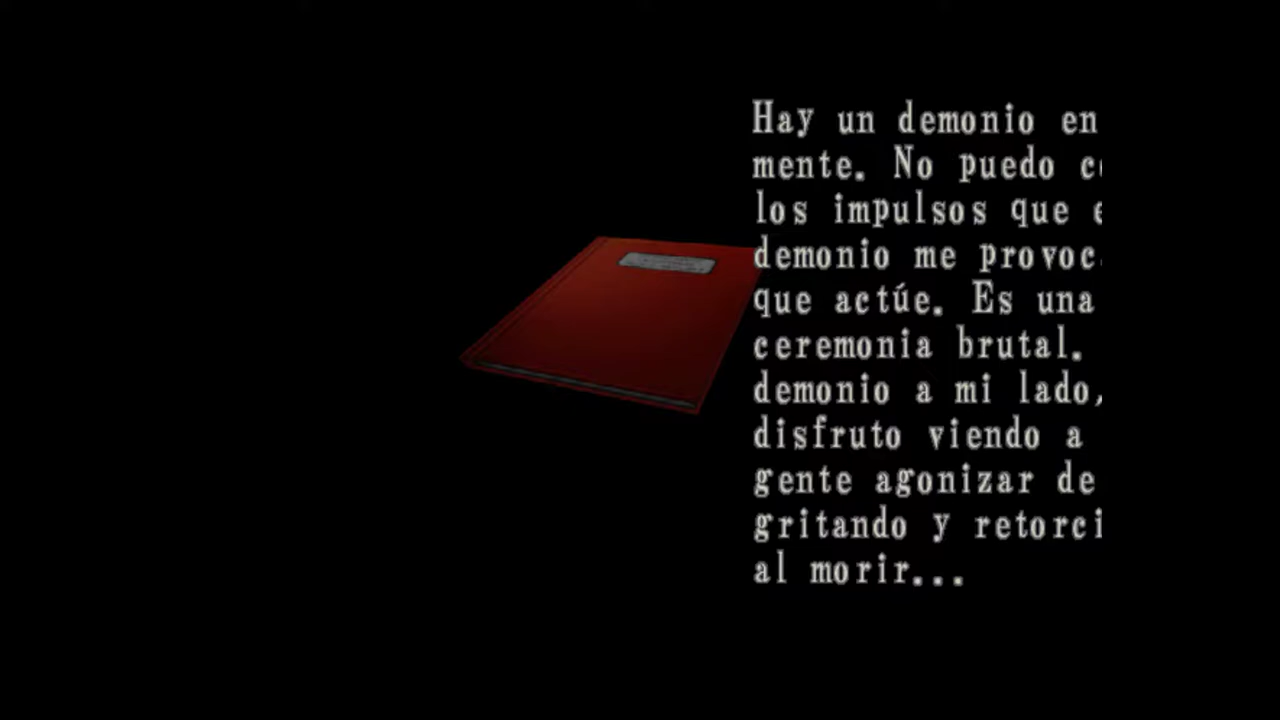 Hay un demonio en
mente. No puedo
los impulsos que
demonio me
que actúe. Es una
ceremonia brutal.
demonio a mi lado,
disfruto viendo a
gente agonizar de
gritando y
al morir...